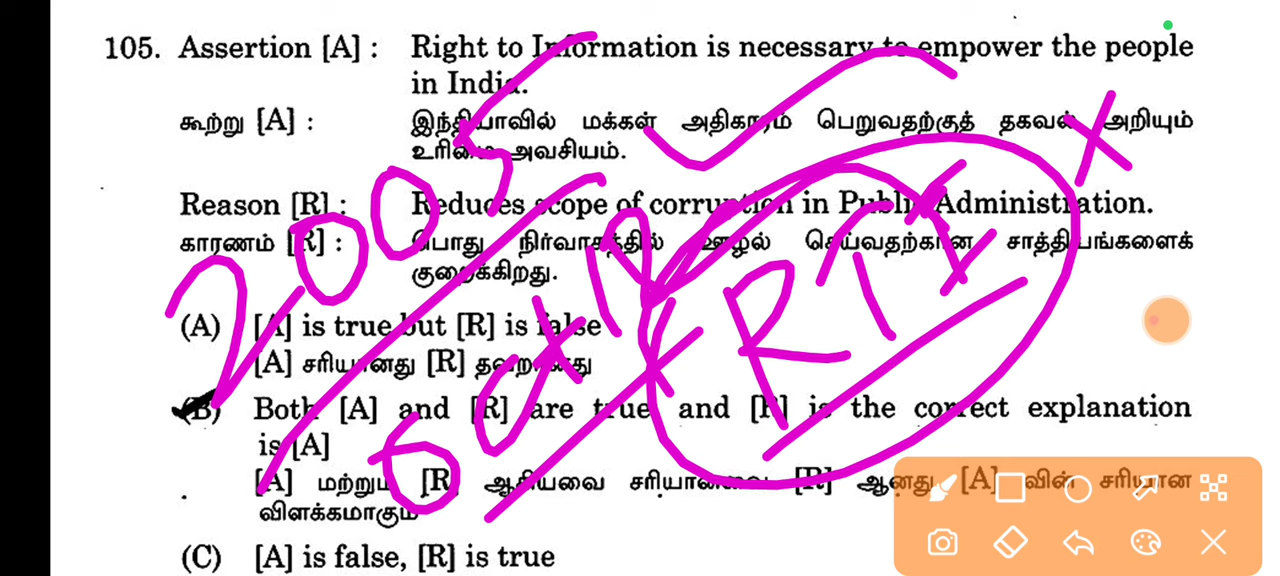 105. Assertion [A] : Right to Information is necessary to empower the people
in India.
கூற்று [A] : இந்தியாவில் மக்கள் அதிகாரம் பெறுவதற்குத் தகவல் அறியும்
உரிமை அவசியம்.
Reason [R] : Reduces scope of corruption in Public Administration.
காரணம் [R] : பொது நிர்வாகத்தில் ஊழல் செய்வதற்கான சாத்தியங்களைக்
குறைக்கிறது.
(A) [A] is true but [R] is false
[A] சரியானது [R] தவறானது
(B) Both [A] and [R] are true and [R] is the correct explanation
is [A]
[A] மற்றும் [R] ஆகியவை சரியானவை [R] ஆனது [A] வின் சரியான
விளக்கமாகும்
(C) [A] is false, [R] is true
2005
RTI